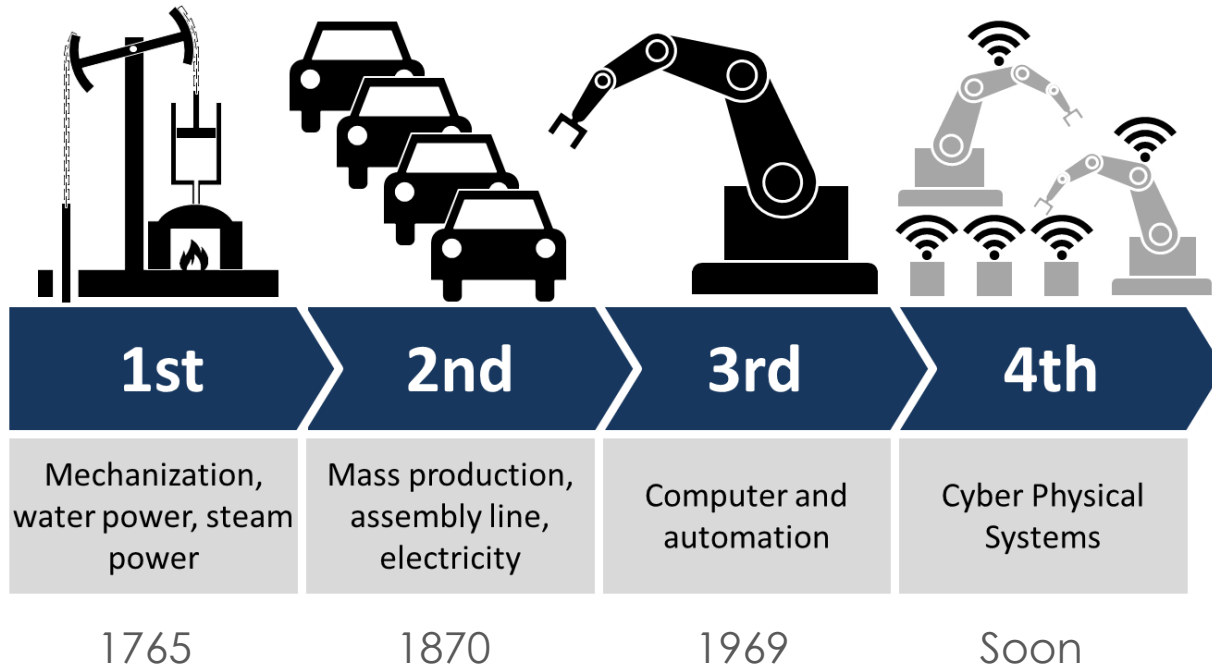 1st
2nd
3rd
4th
Mechanization,
water power, steam
power
Mass production,
assembly line,
electricity
Computer and
automation
Cyber Physical
Systems
1765
1870
1969
Soon